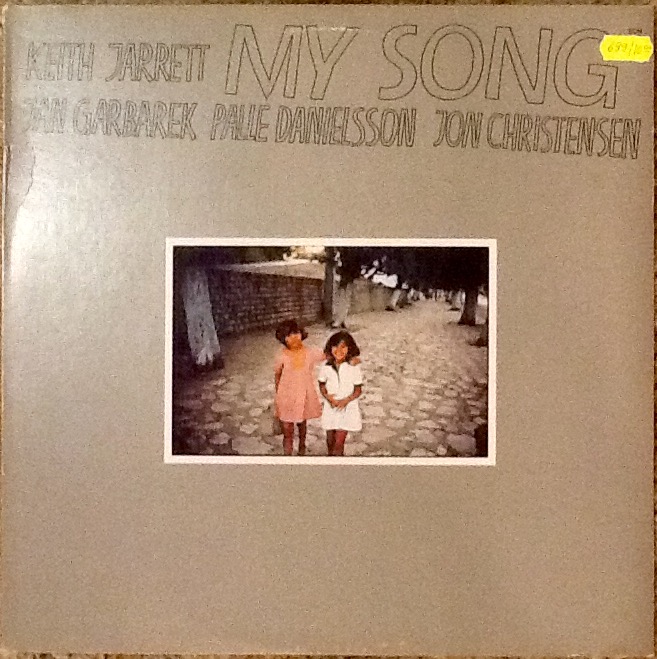 KEITH JARRETT MY SONG
JAN GARBAREK PALLE DANIELSSON JON CHRISTENSEN